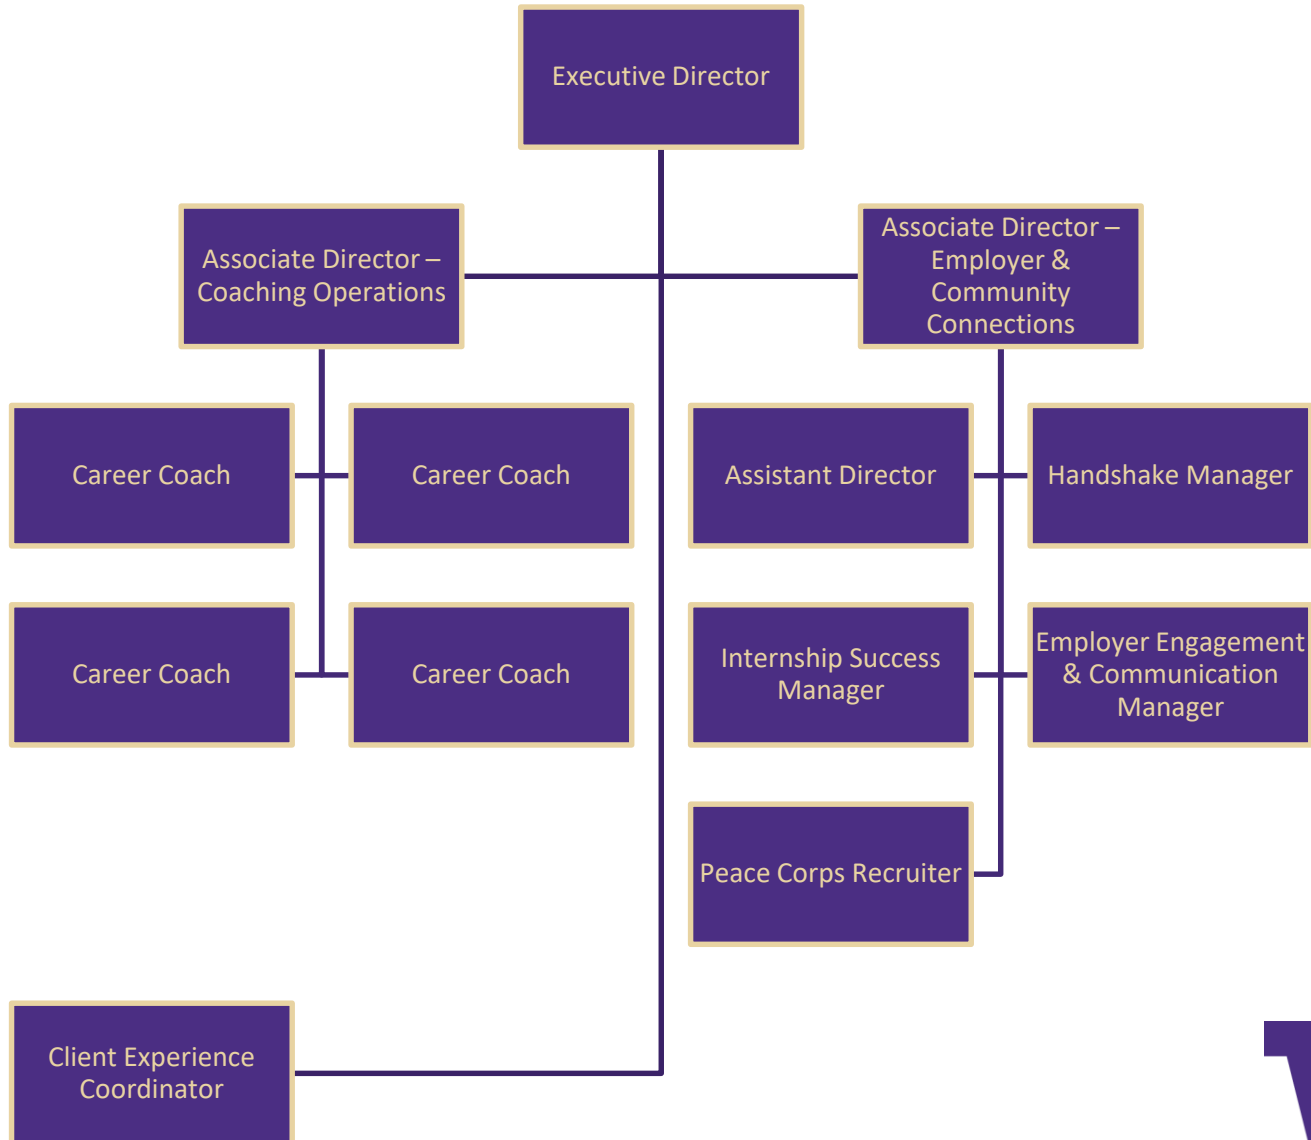 Executive Director
Associate Director –
Coaching Operations
Associate Director –
Employer &
Community
Connections
Career Coach
Career Coach
Assistant Director
Handshake Manager
Career Coach
Career Coach
Internship Success
Manager
Employer Engagement
& Communication
Manager
Peace Corps Recruiter
Client Experience
Coordinator